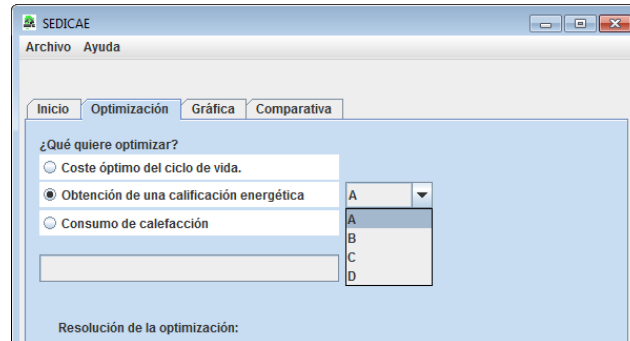 SEDICAE
Archivo Ayuda
Inicio Optimización Gráfica Comparativa
¿Qué quiere optimizar?
Coste óptimo del ciclo de vida.
Obtención de una calificación energética A
Consumo de calefacción A
B
C
D
Resolución de la optimización: